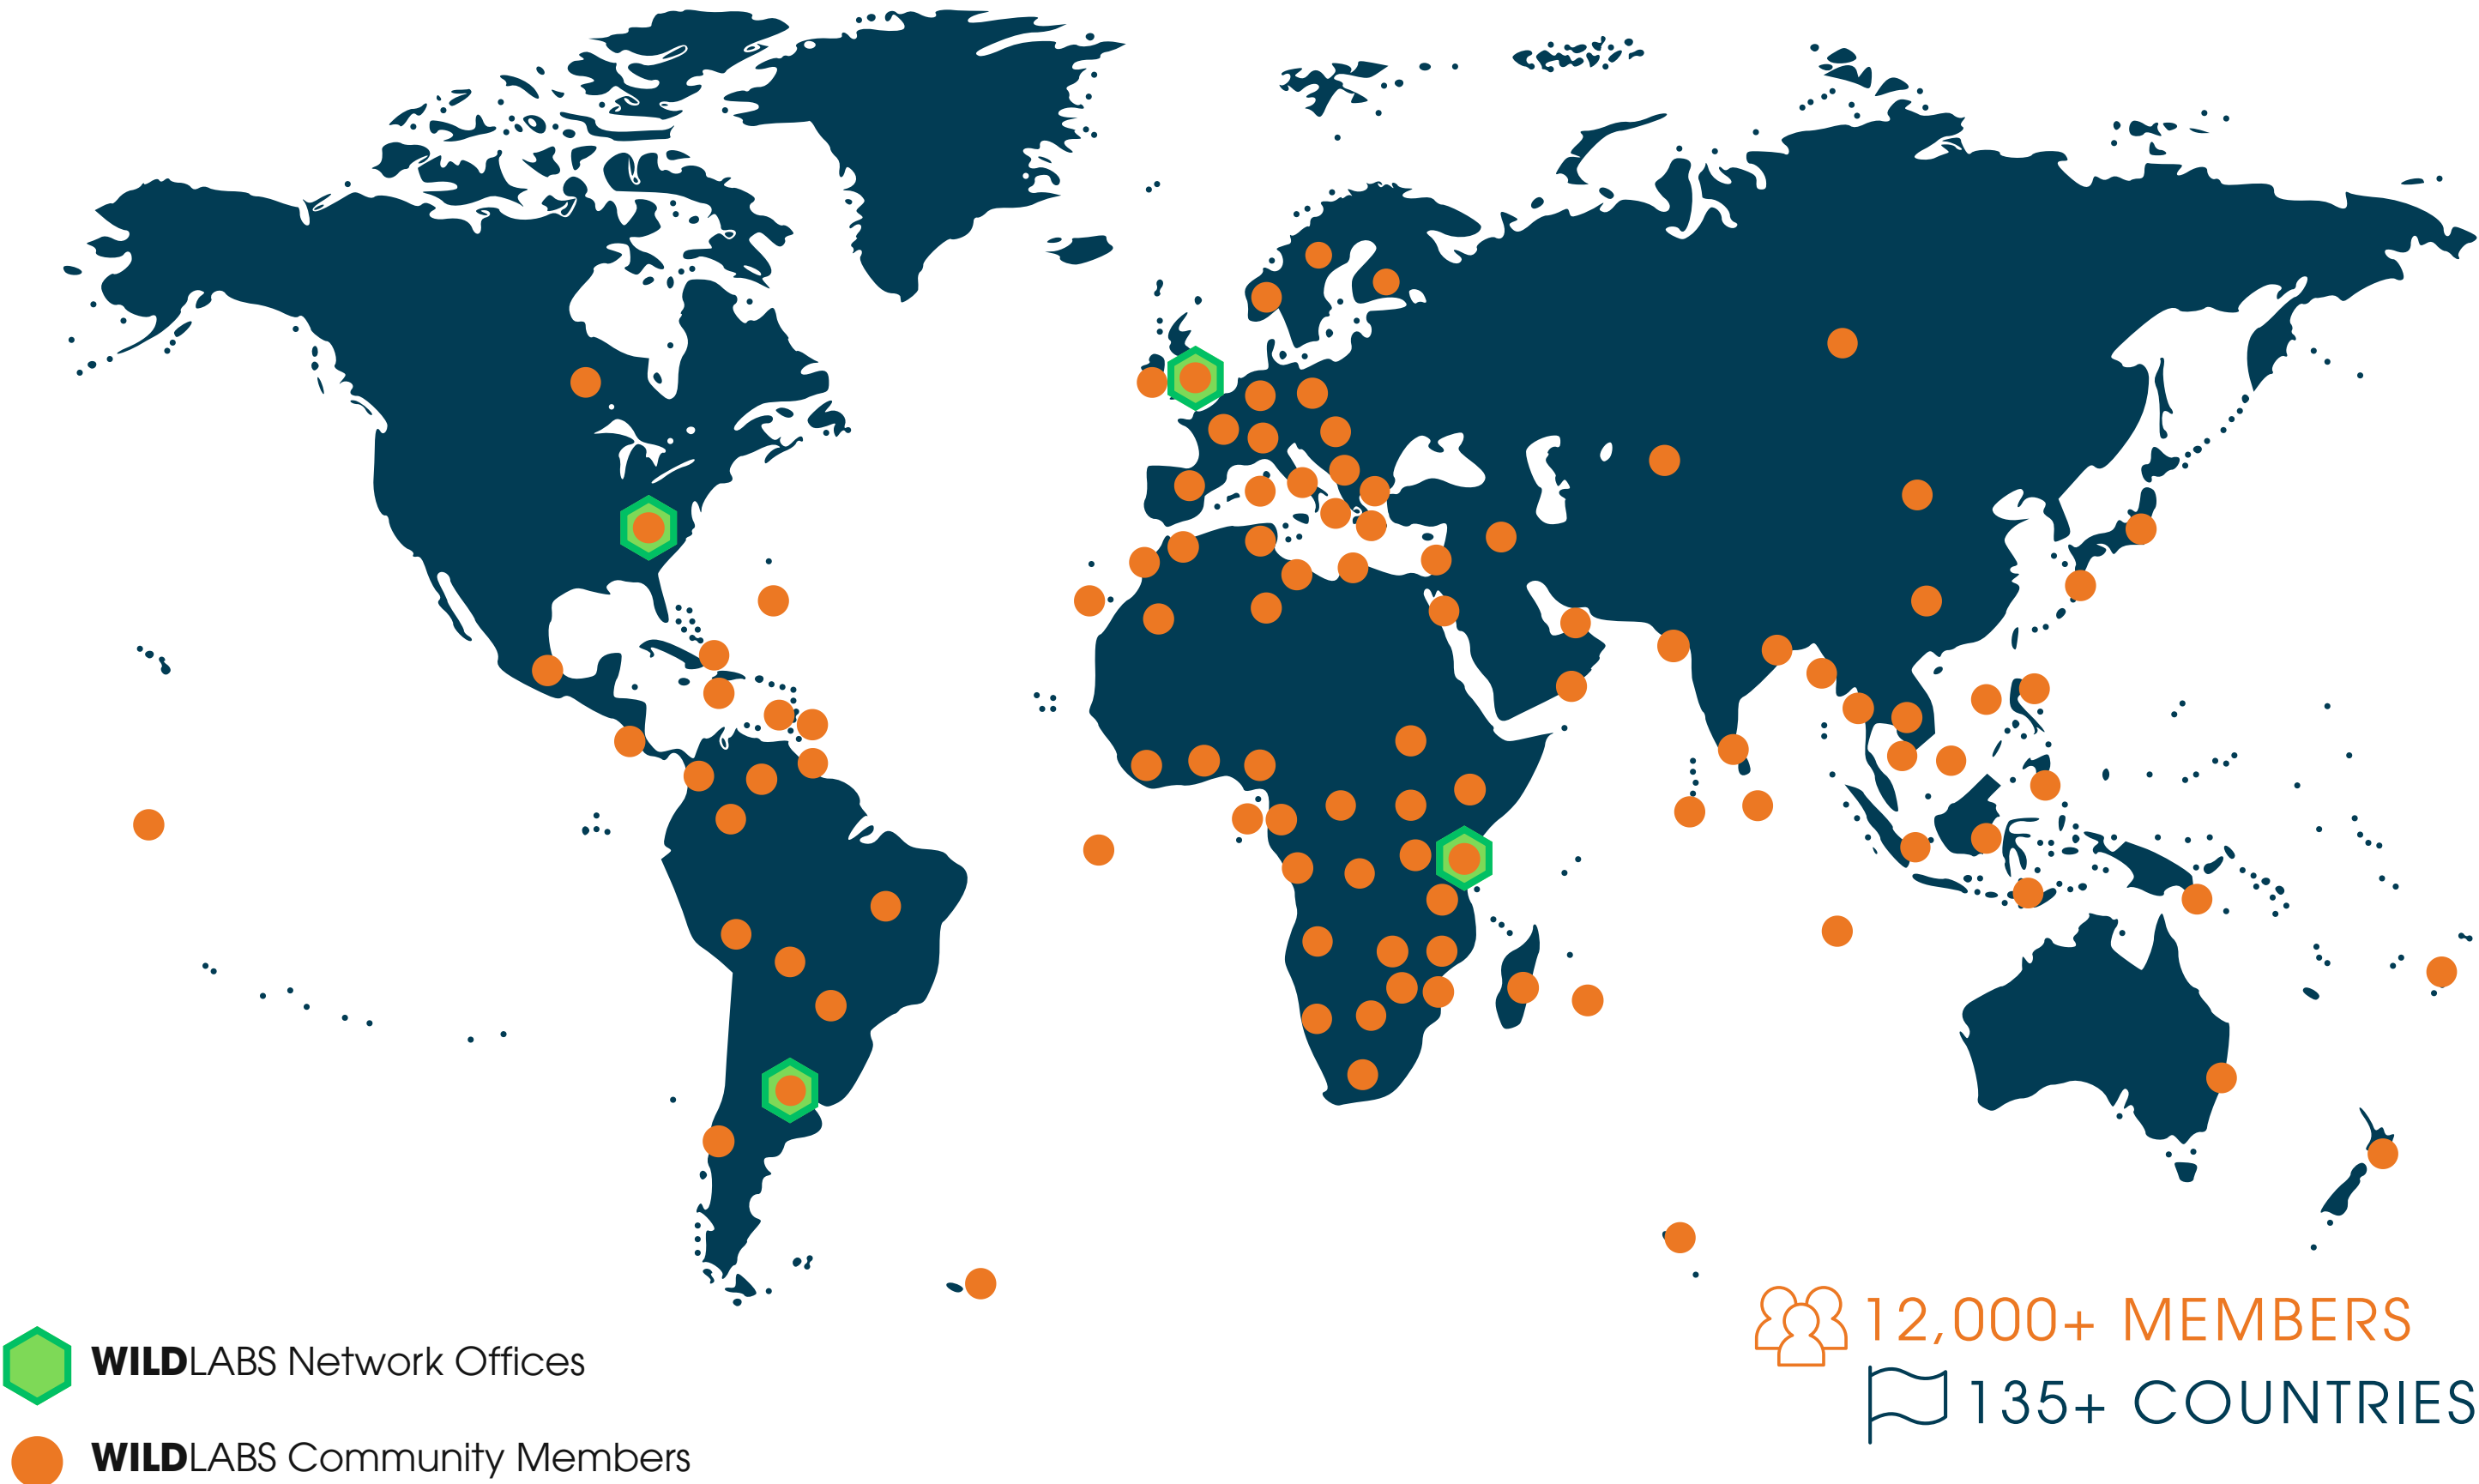 WILDLABS Network Offices
WILDLABS Community Members
12,000+ MEMBERS
135+ COUNTRIES